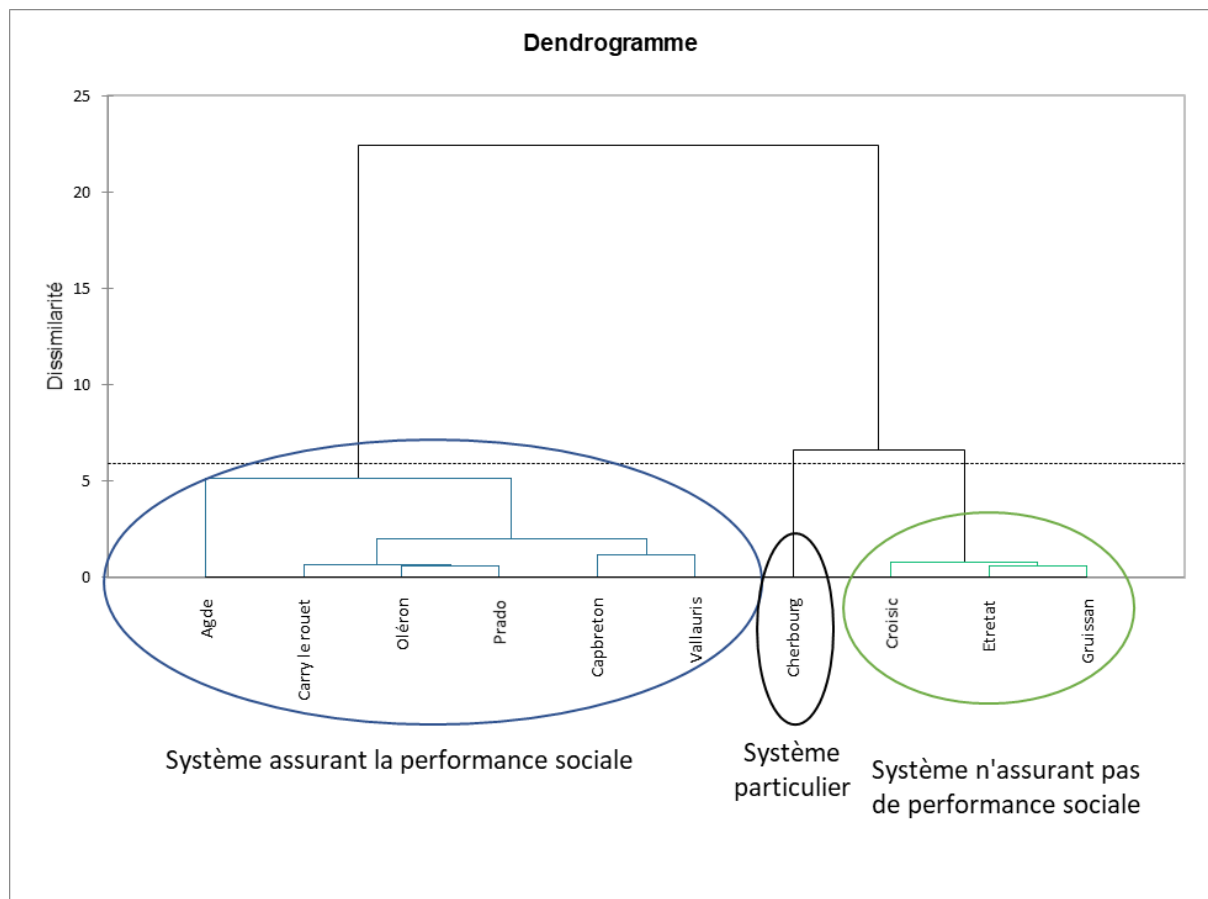 Dendrogramme
25
20
15
10
5
0
Dissimilarité
Agde
Carry le rouet
Oléron
Prado
Capbreton
Vallauris
Cherbourg
Croisic
Etretat
Gruissan
Système assurant la performance sociale
Système
particulier
Système n'assurant pas
de performance sociale